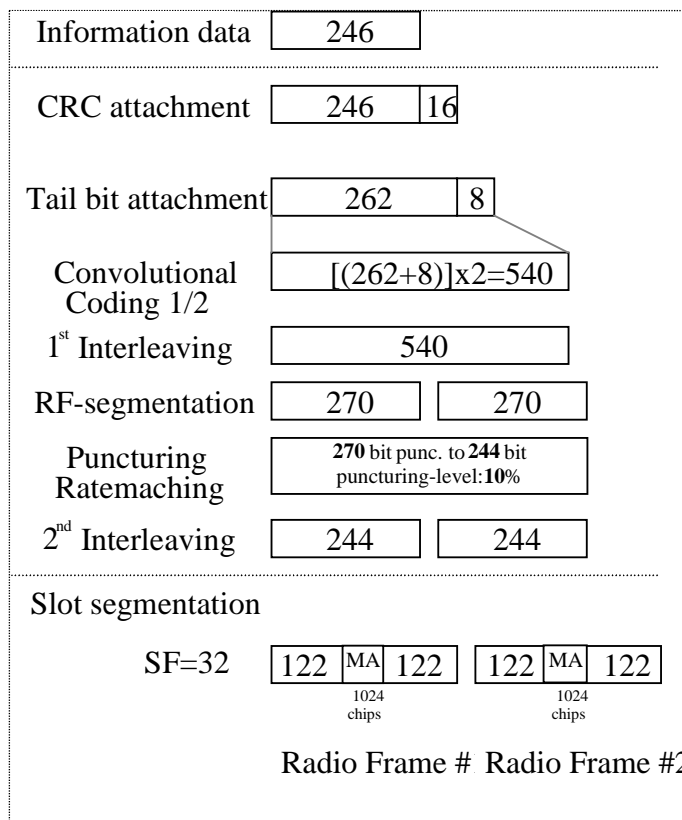 Information data 246
CRC attachment 246 16
Tail bit attachment 262 8
Convolutional
Coding 1/2
[(262+8)]x2=540
1st Interleaving 540
RF-segmentation 270 270
Puncturing
Ratemaching
270 bit punc. to 244 bit
puncturing-level:10%
2nd Interleaving 244 244
Slot segmentation
SF=32 122 MA 122 122 MA 122
1024
chips
1024
chips
Radio Frame # Radio Frame #2